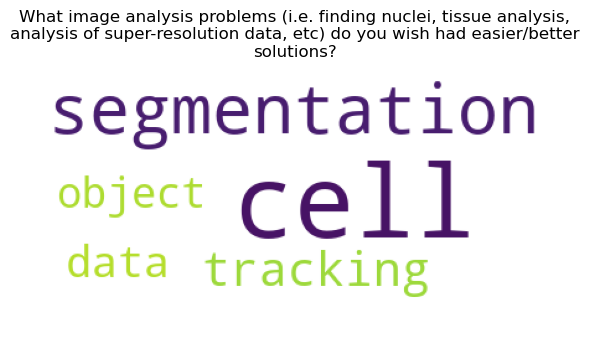 What image analysis problems (i.e. finding nuclei, tissue analysis,
analysis of super-resolution data, etc) do you wish had easier/better
solutions?
segmentation
object
cell
data
tracking